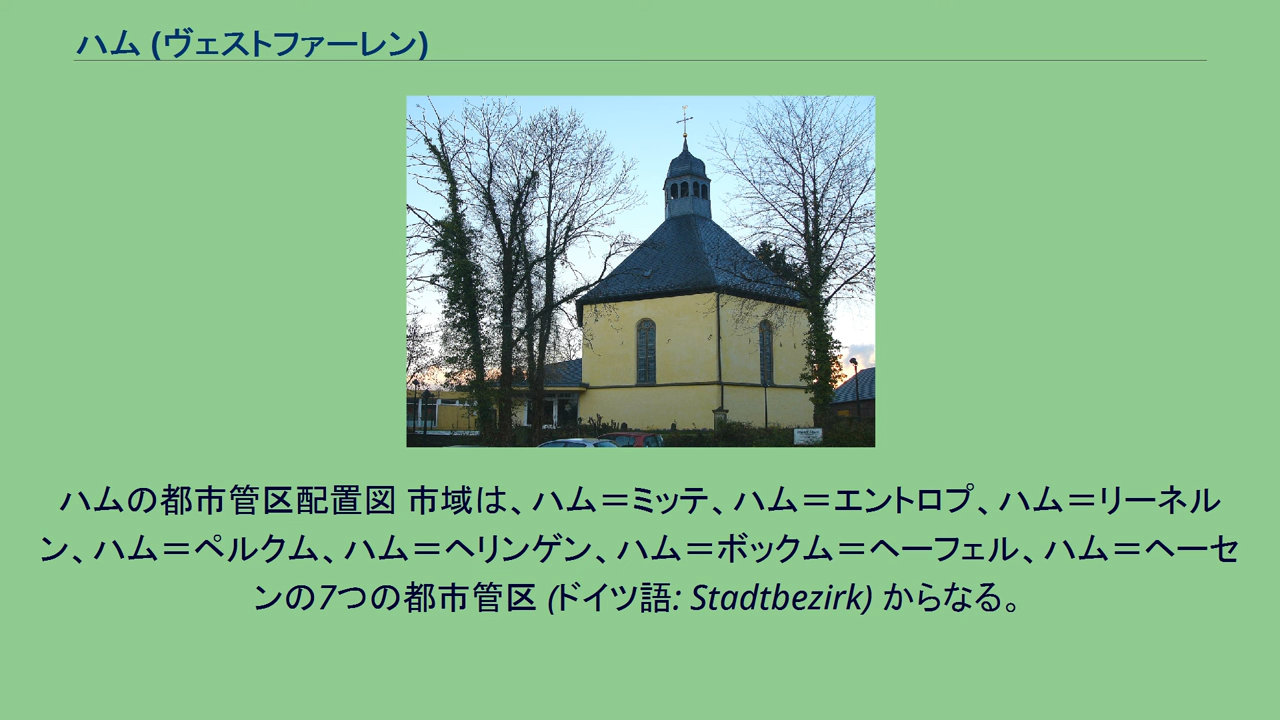 ハム (ヴェストファーレン)
ハムの都市管区配置図 市域は、ハム＝ミッテ、ハム＝エントロプ、ハム＝リーネル
ン、ハム＝ペルクム、ハム＝ヘリンゲン、ハム＝ボックム＝ヘーフェル、ハム＝ヘーセ
ンの7つの都市管区 (ドイツ語: Stadtbezirk) からなる。